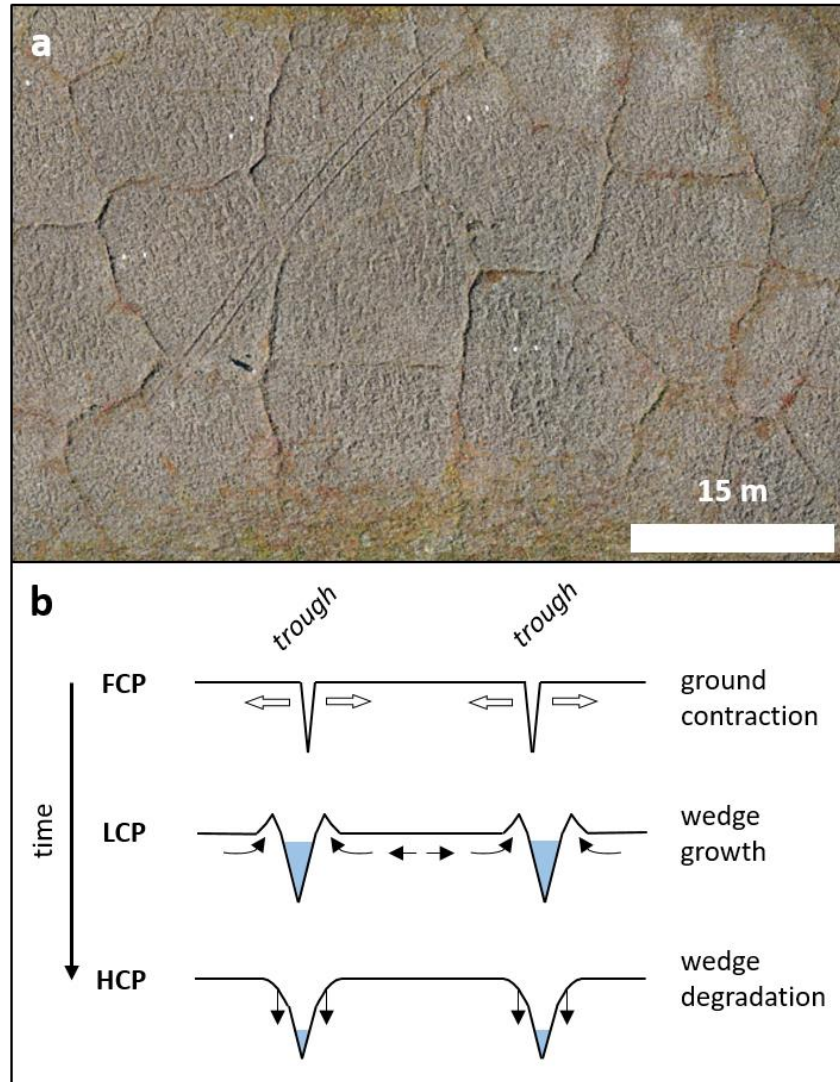 a
15 m
b
trough
trough
FCP
ground
contraction
time
LCP
wedge
growth
HCP
wedge
degradation